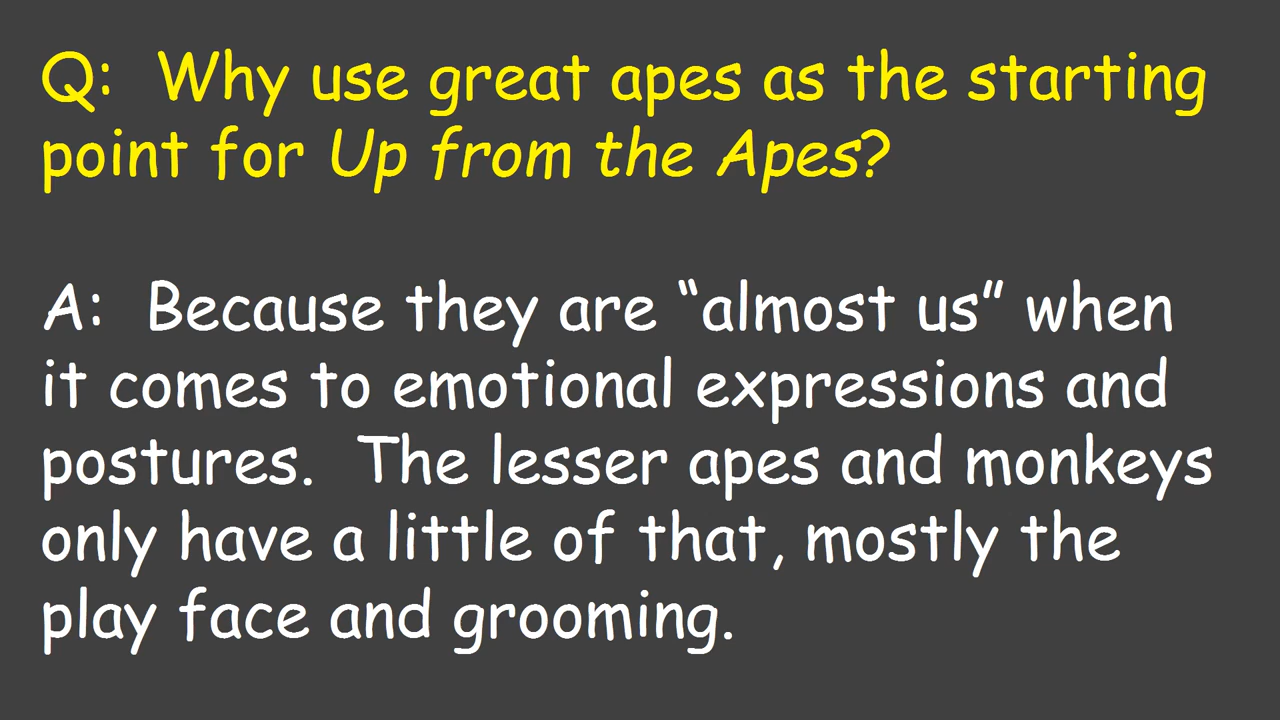 Q:  Why use great apes as the starting
point for Up from the Apes?
A:  Because they are “almost us” when
it comes to emotional expressions and
postures.  The lesser apes and monkeys
only have a little of that, mostly the
play face and grooming.